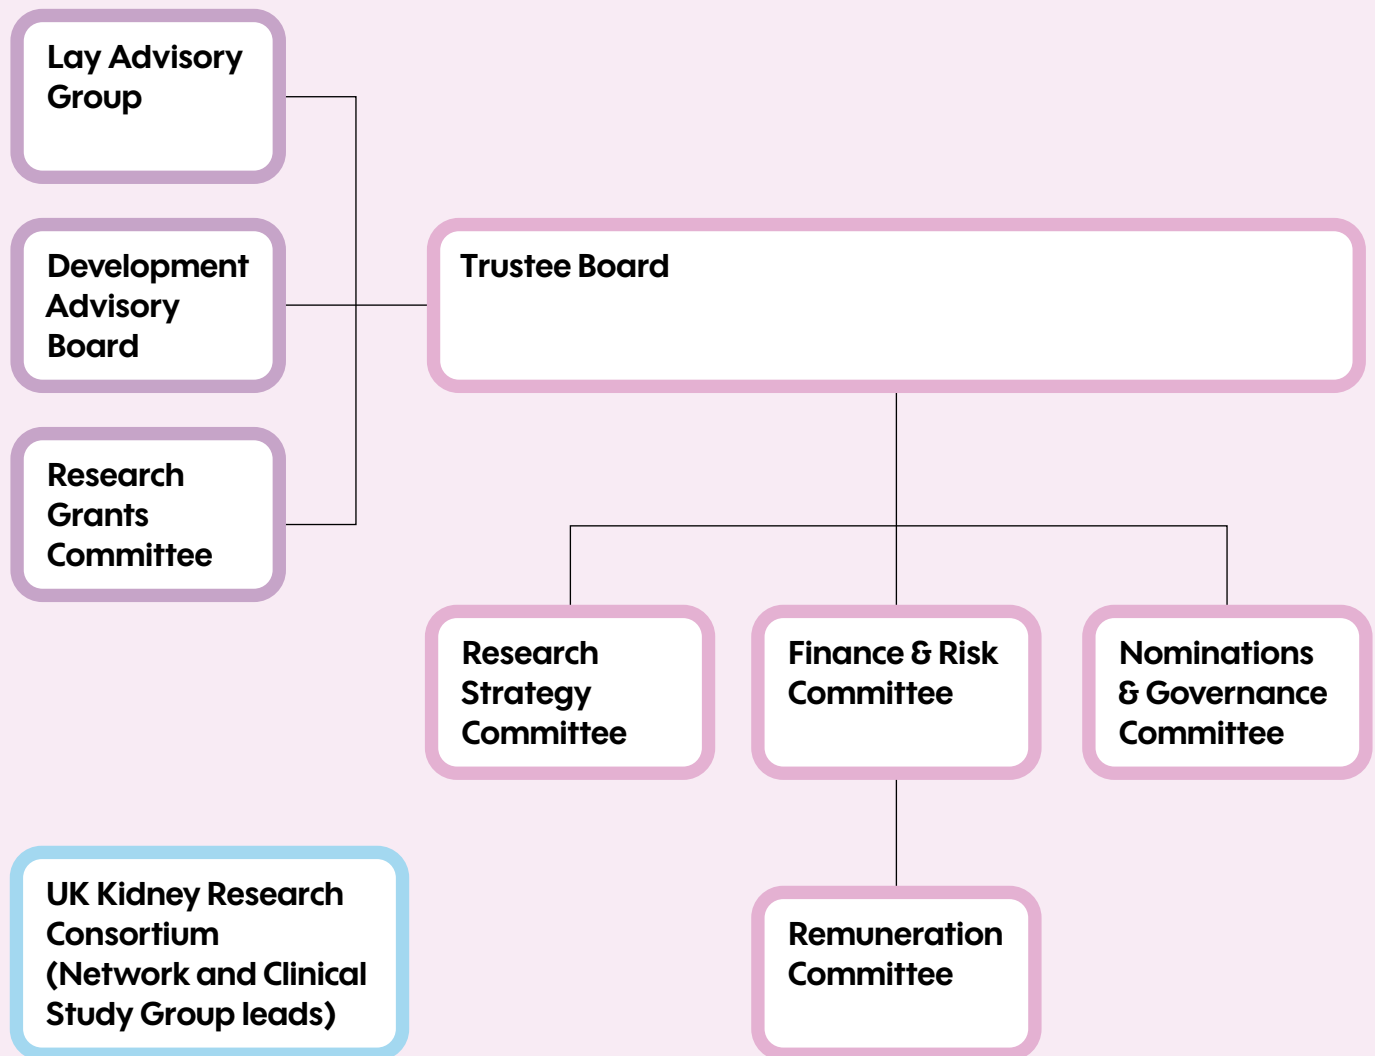 Lay Advisory
Group
Development
Advisory
Board
Research
Grants
Committee
Trustee Board
Research
Strategy
Committee
Finance & Risk
Committee
Nominations
& Governance
Committee
Remuneration
Committee
UK Kidney Research
Consortium
(Network and Clinical
Study Group leads)